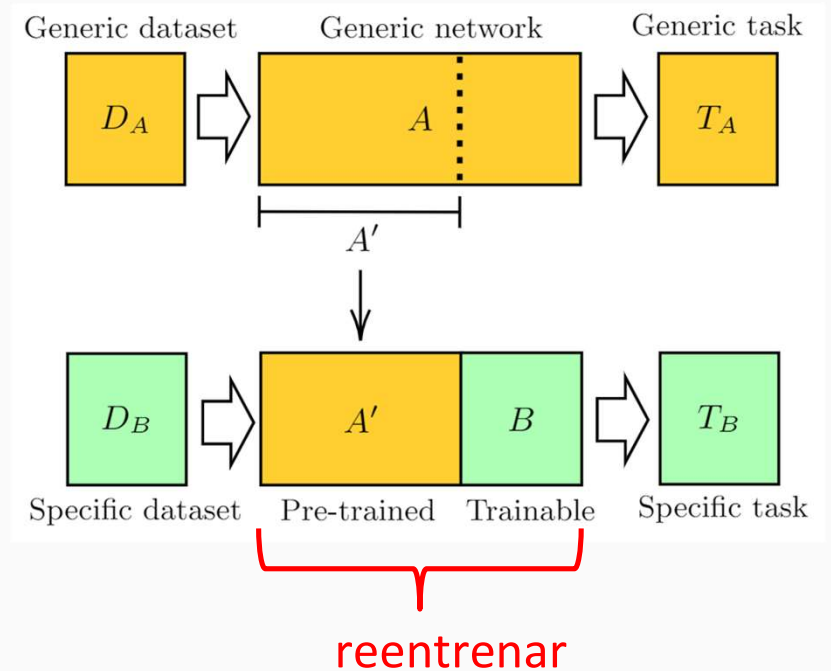 Generic dataset Generic network Generic task
D_A A T_A
A′
D_B A′ B T_B
Specific dataset Pre-trained Trainable Specific task
reentrenar